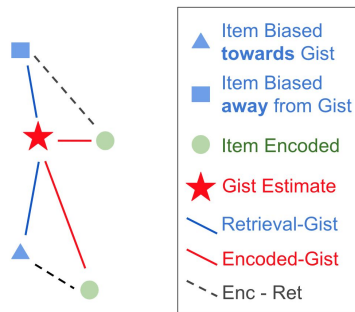 Item Biased
towards Gist
Item Biased
away from Gist
Item Encoded
Gist Estimate
Retrieval-Gist
Encoded-Gist
Enc - Ret